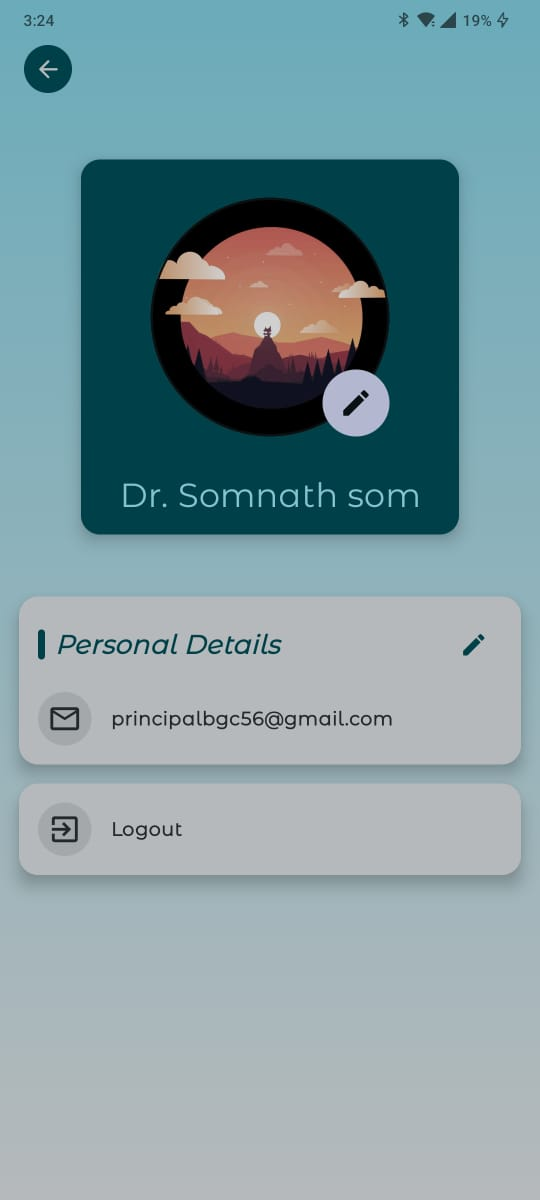 3:24
19%
Dr. Somnath som
Personal Details
principalbgc56@gmail.com
Logout